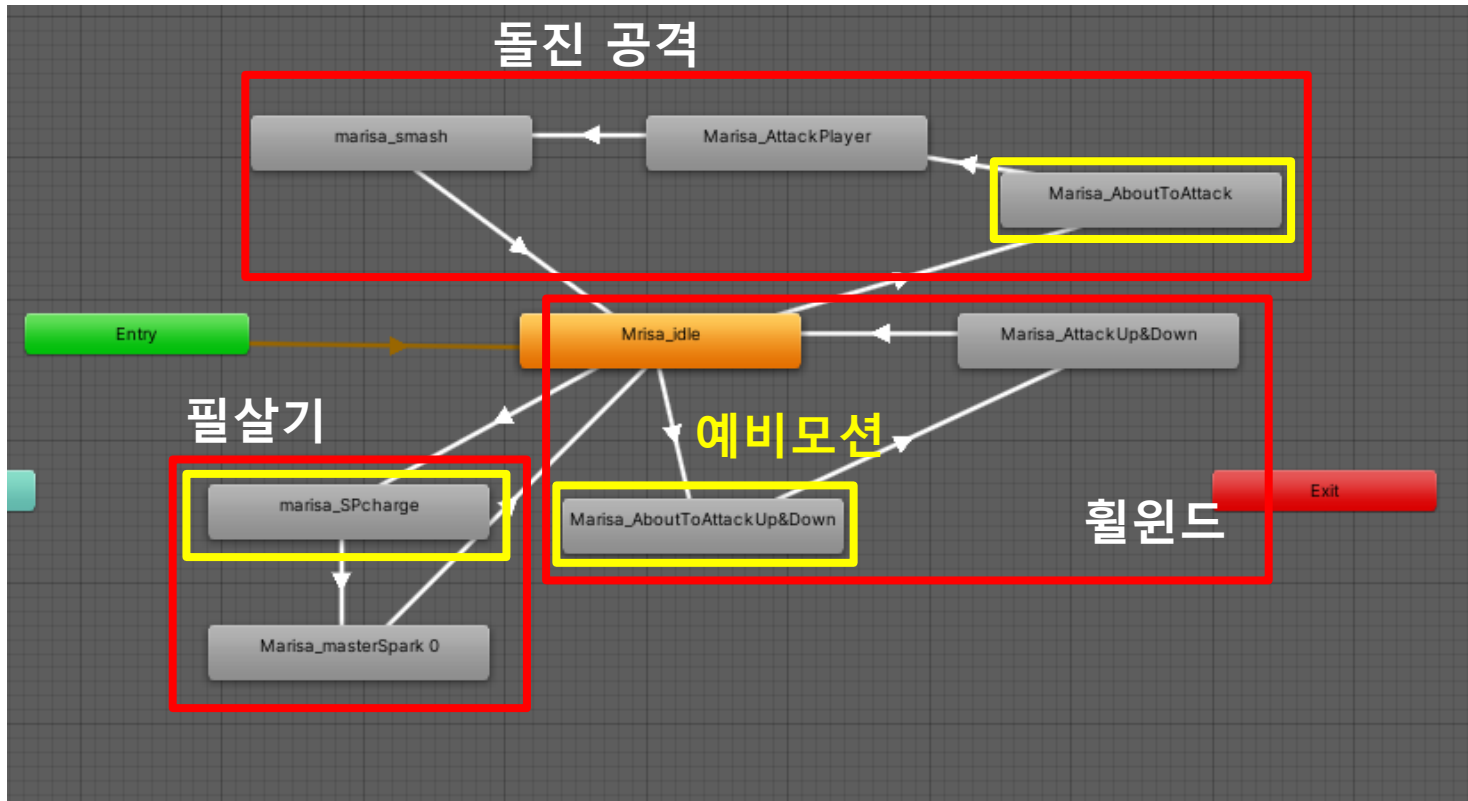 돌진 공격
marisa_smash
Marisa_AttackPlayer
Marisa_AboutToAttack
Entry
Mrisa_idle
Marisa_AttackUp&Down
필살기
예비모션
marisa_SPcharge
Marisa_AboutToAttackUp&Down
휠윈드
Exit
Marisa_masterSpark 0